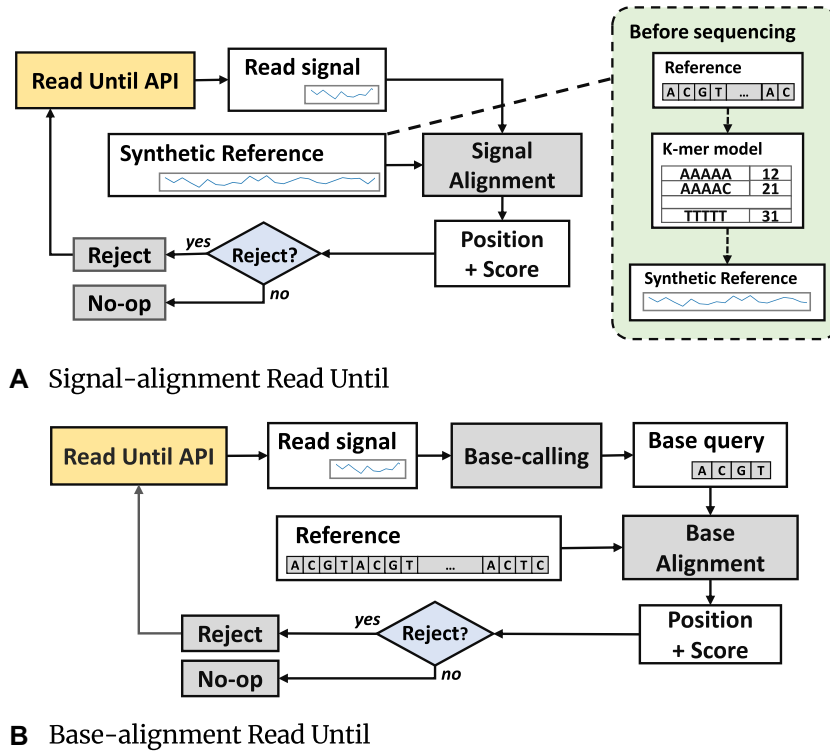 Before sequencing
Reference
A C G T ... A C
K-mer model
AAAAA 12
AAAAC 21
TTTTT 31
Synthetic Reference
Read Until API
Read signal
Synthetic Reference
Signal
Alignment
Position
+ Score
Reject?
yes
no
Reject
No-op
A Signal-alignment Read Until
Read Until API
Read signal
Base-calling
Base query
A C G T
Reference
A C G T A C G T ... A C T C
Base
Alignment
Position
+ Score
Reject?
yes
no
Reject
No-op
B Base-alignment Read Until